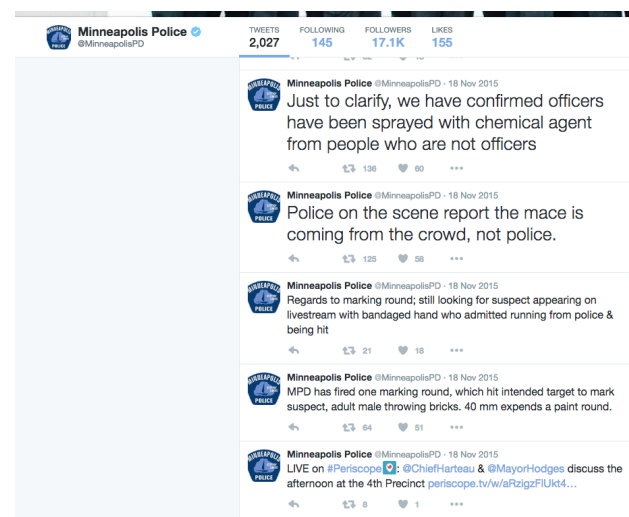 Minneapolis Police
@MinneapolisPD
TWEETS
2,027
FOLLOWING
145
FOLLOWERS
17.1K
LIKES
155
Minneapolis Police @MinneapolisPD · 18 Nov 2015
Just to clarify, we have confirmed officers
have been sprayed with chemical agent
from people who are not officers
136 60
Minneapolis Police @MinneapolisPD · 18 Nov 2015
Police on the scene report the mace is
coming from the crowd, not police.
125 58
Minneapolis Police @MinneapolisPD · 18 Nov 2015
Regards to marking round; still looking for suspect appearing on
livestream with bandaged hand who admitted running from police &
being hit
21 18
Minneapolis Police @MinneapolisPD · 18 Nov 2015
MPD has fired one marking round, which hit intended target to mark
suspect, adult male throwing bricks. 40 mm expends a paint round.
64 51
Minneapolis Police @MinneapolisPD · 18 Nov 2015
LIVE on #Periscope: @ChiefHarteau & @MayorHodges discuss the
afternoon at the 4th Precinct periscope.tv/w/aRzigzFlUkt4…
8 1